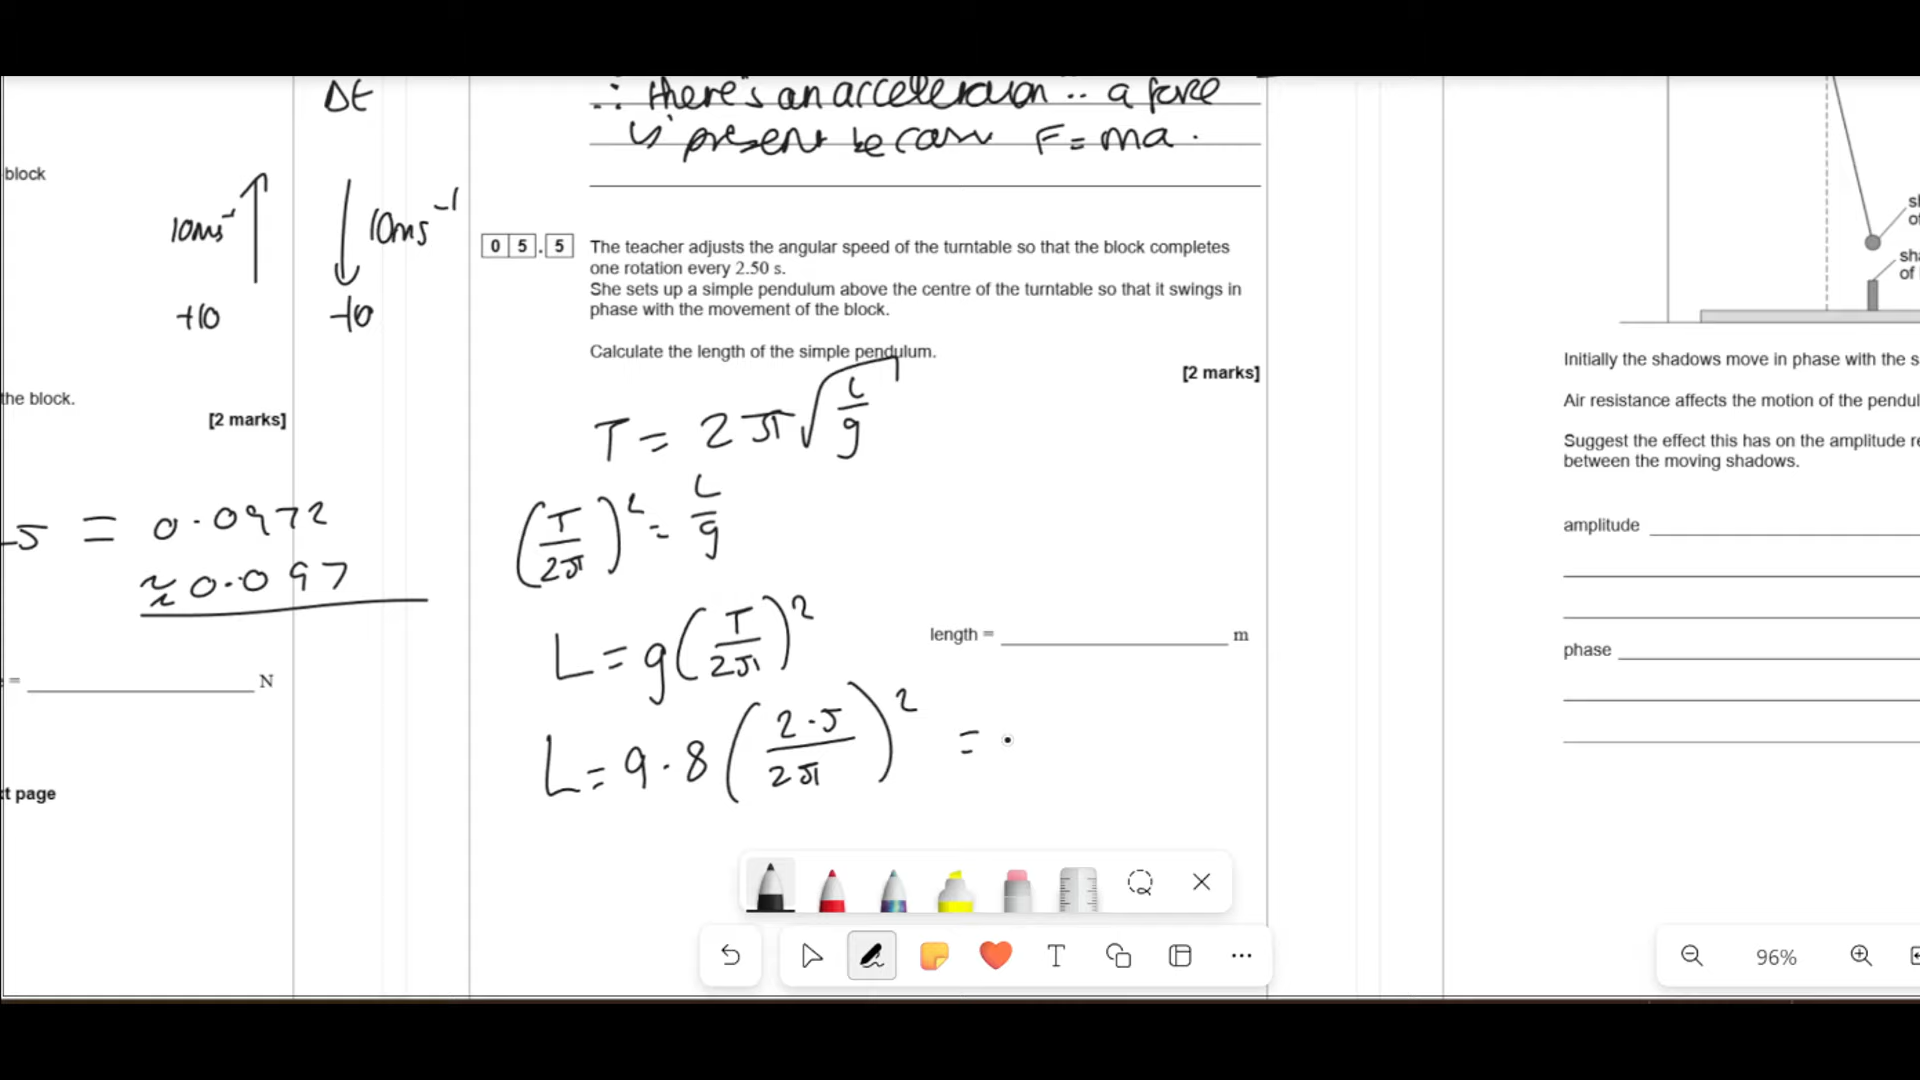 ΔE
block
10ms⁻¹
10ms⁻¹
+10
-10
the block.
[2 marks]
-5 = 0.0972
≈ 0.097
= N
t page
∴ there's an acceleration ∴ a force
is present because F = ma.
05.5 The teacher adjusts the angular speed of the turntable so that the block completes
one rotation every 2.50 s.
She sets up a simple pendulum above the centre of the turntable so that it swings in
phase with the movement of the block.
Calculate the length of the simple pendulum.
[2 marks]
T = 2π√(L/g)
(T/2π)² = L/g
L = g(T/2π)²
length = m
L = 9.8(2.5/2π)² =
Initially the shadows move in phase with the s
Air resistance affects the motion of the pendul
Suggest the effect this has on the amplitude re
between the moving shadows.
amplitude
phase
96%